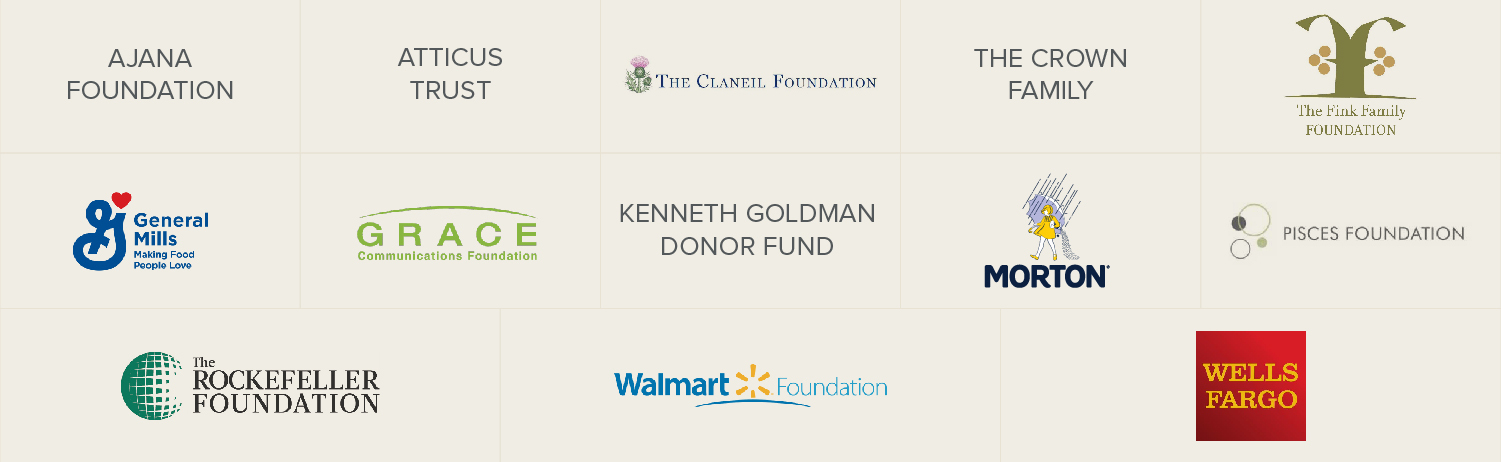 AJANA
FOUNDATION
ATTICUS
TRUST
THE CLANEIL FOUNDATION
THE CROWN
FAMILY
The Fink Family
FOUNDATION
General
Mills
Making Food
People Love
GRACE
Communications Foundation
KENNETH GOLDMAN
DONOR FUND
MORTON
PISCES FOUNDATION
The
ROCKEFELLER
FOUNDATION
Walmart Foundation
WELLS
FARGO